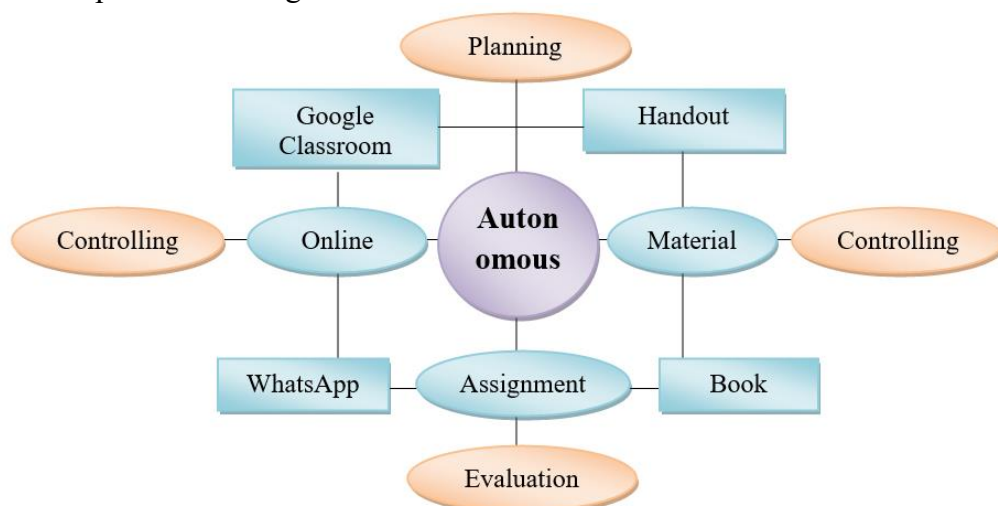 Planning
Google
Classroom
Handout
Controlling
Online
Auton
omous
Material
Controlling
WhatsApp
Assignment
Book
Evaluation